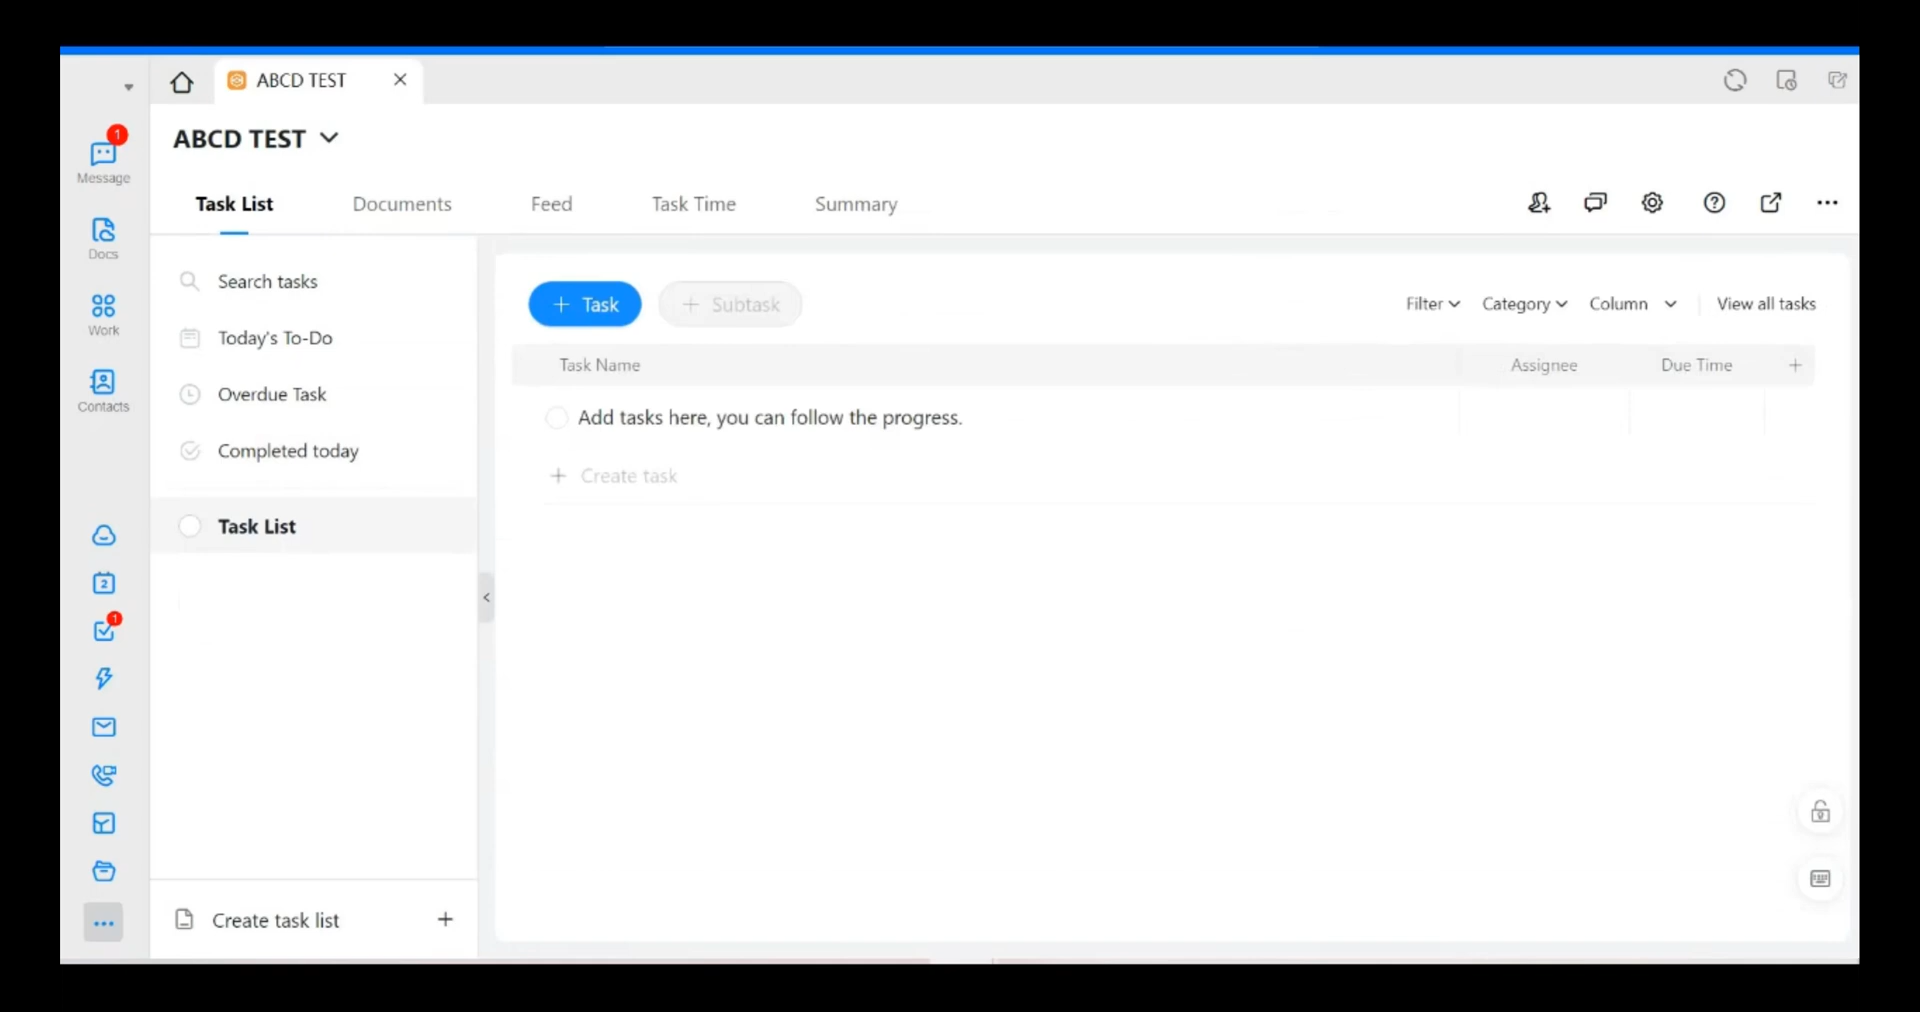 ABCD TEST
1
Message
Docs
Work
Contacts
2
1
ABCD TEST
Task List
Documents
Feed
Task Time
Summary
Search tasks
Today's To-Do
Overdue Task
Completed today
Task List
Create task list
Task
Subtask
Filter
Category
Column
View all tasks
Task Name
Assignee
Due Time
Add tasks here, you can follow the progress.
Create task